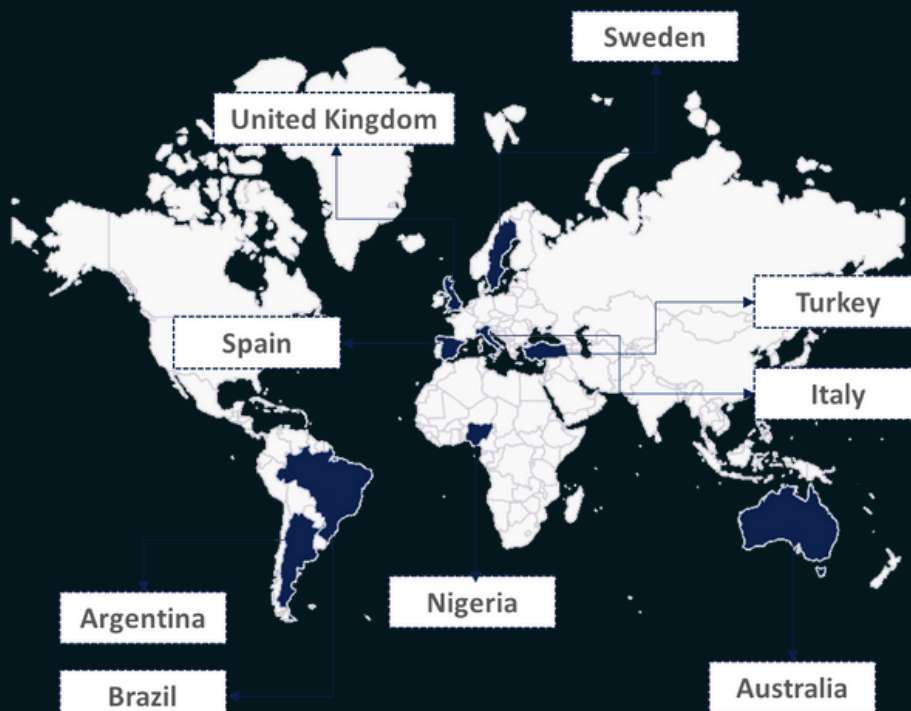 Sweden
United Kingdom
Turkey
Spain
Italy
Nigeria
Argentina
Australia
Brazil